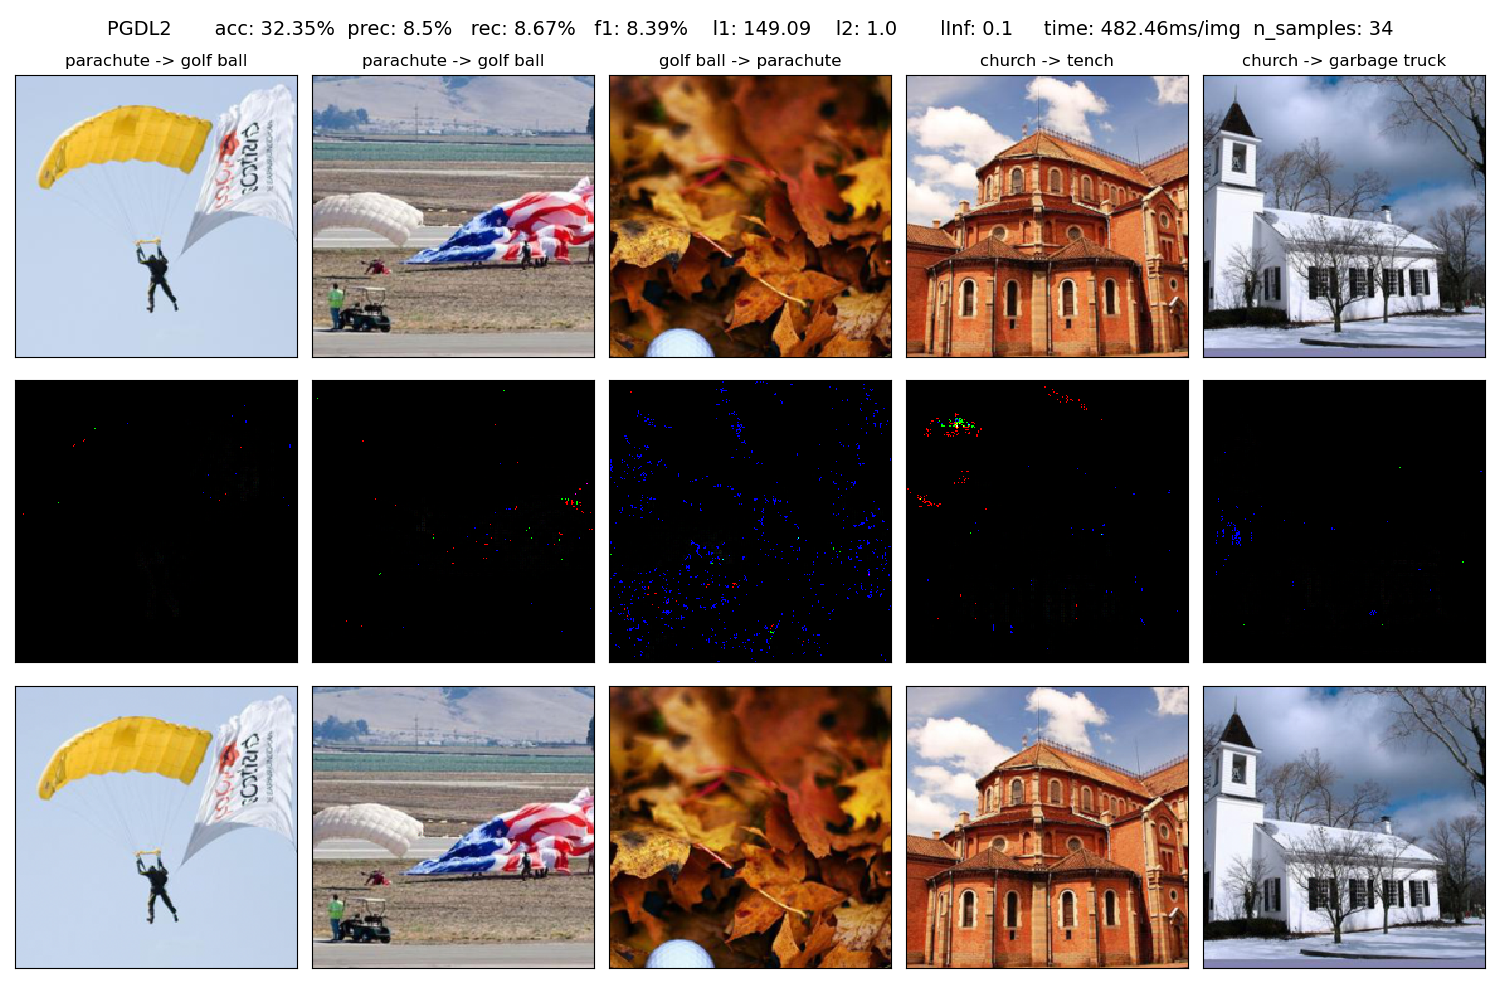 PGDL2 acc: 32.35% prec: 8.5% rec: 8.67% f1: 8.39% l1: 149.09 l2: 1.0 lInf: 0.1 time: 482.46ms/img n_samples: 34
parachute -> golf ball
parachute -> golf ball
golf ball -> parachute
church -> tench
church -> garbage truck